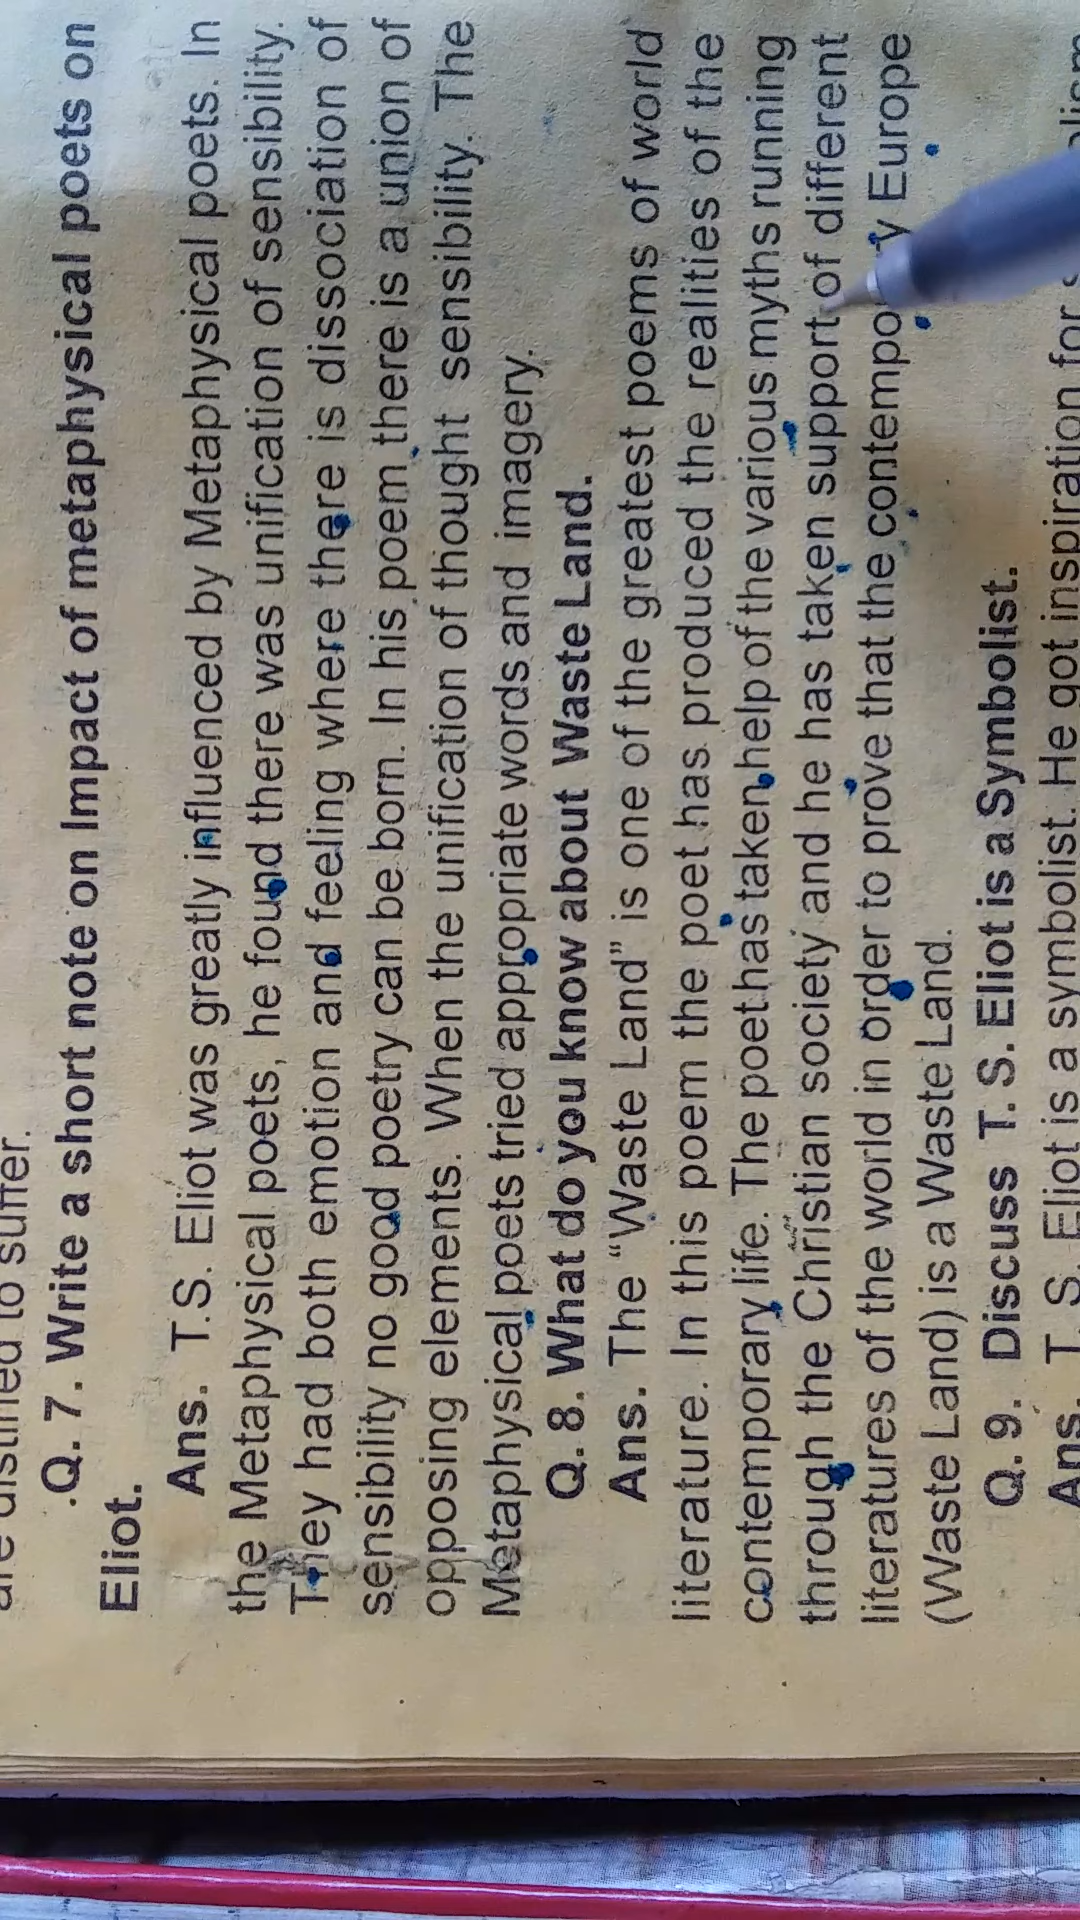 are distined to suffer.
.Q. 7. Write a short note on Impact of metaphysical poets on
Eliot.
Ans. T.S. Eliot was greatly influenced by Metaphysical poets. In
the Metaphysical poets, he found there was unification of sensibility.
They had both emotion and feeling where there is dissociation of
sensibility no good poetry can be born. In his poem there is a union of
opposing elements. When the unification of thought sensibility. The
Metaphysical poets tried appropriate words and imagery.
Q. 8. What do you know about Waste Land.
Ans. The "Waste Land" is one of the greatest poems of world
literature. In this poem the poet has produced the realities of the
contemporary life. The poet has taken help of the various myths running
through the Christian society and he has taken support of different
literatures of the world in order to prove that the contemporary Europe
(Waste Land) is a Waste Land.
Q. 9. Discuss T. S. Eliot is a Symbolist.
Ans. T. S. Eliot is a symbolist. He got inspiration for